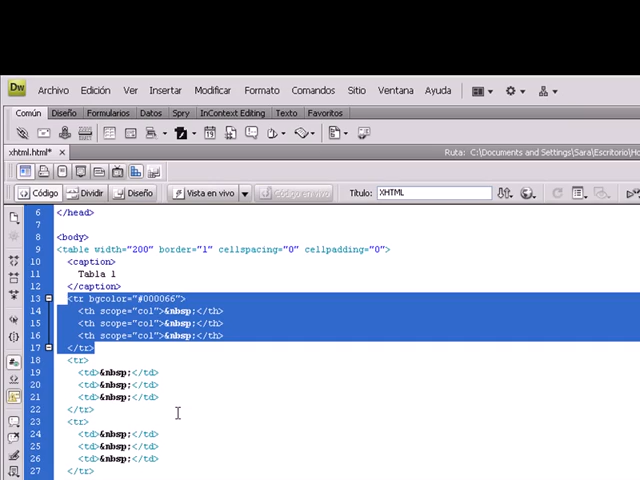 Dw Archivo Edición Ver Insertar Modificar Formato Comandos Sitio Ventana Ayuda
Común Diseño Formularios Datos Spry InContext Editing Texto Favoritos
xhtml.html* × Ruta: C:\Documents and Settings\Sara\Escritorio\Ho
Código Dividir Diseño Vista en vivo Código en vivo Título: XHTML
6 </head>
7
8 <body>
9 <table width="200" border="1" cellspacing="0" cellpadding="0">
10 <caption>
11 Tabla 1
12 </caption>
13 <tr bgcolor="#000066">
14 <th scope="col">&nbsp;</th>
15 <th scope="col">&nbsp;</th>
16 <th scope="col">&nbsp;</th>
17 </tr>
18 <tr>
19 <td>&nbsp;</td>
20 <td>&nbsp;</td>
21 <td>&nbsp;</td>
22 </tr>
23 <tr>
24 <td>&nbsp;</td>
25 <td>&nbsp;</td>
26 <td>&nbsp;</td>
27 </tr>